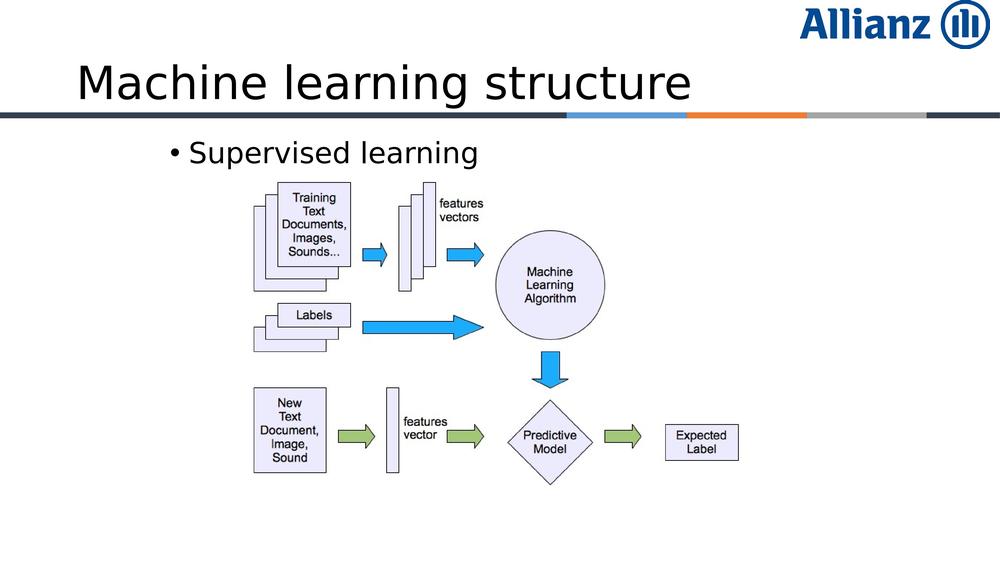 Allianz
Machine learning structure
• Supervised learning
Training
Text
Documents,
Images,
Sounds...
features
vectors
Machine
Learning
Algorithm
Labels
New
Text
Document,
Image,
Sound
features
vector
Predictive
Model
Expected
Label